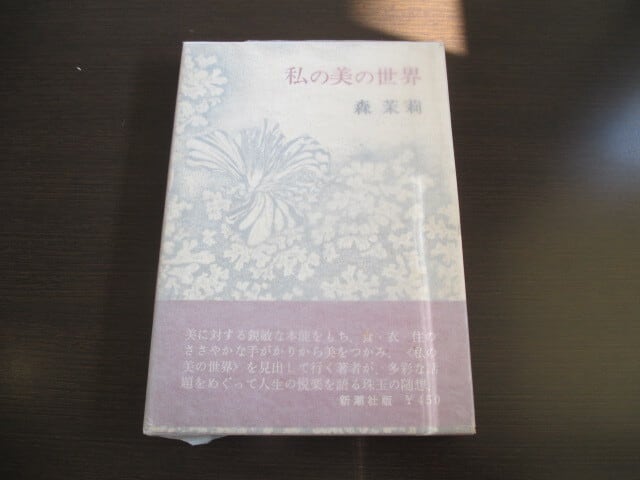 私の美の世界
森茉莉
美に対する鋭敏な本能をもち、食・衣・住の
ささやかな手がかりから美をつかみ、〈私の
美の世界〉を見出して行く著者が、多彩な話
題をめぐって人生の悦楽を語る珠玉の随想。
新潮社版 ¥450